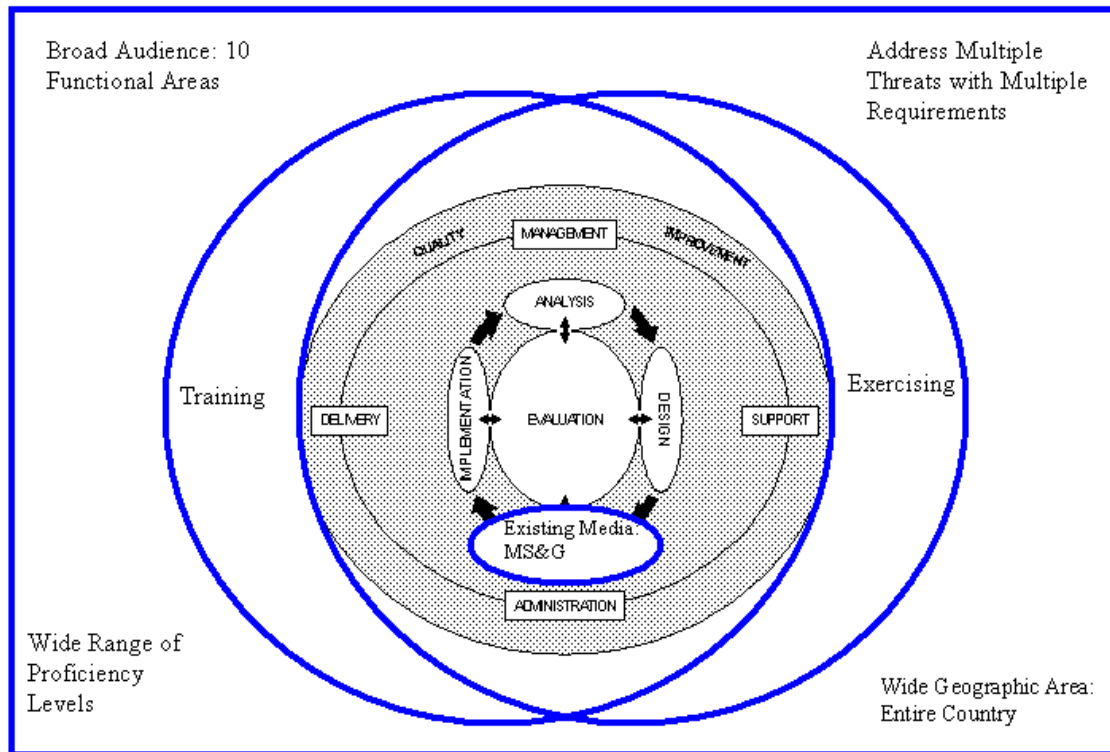 Broad Audience: 10
Functional Areas
Address Multiple
Threats with Multiple
Requirements
QUALITY
MANAGEMENT
IMPROVEMENT
ANALYSIS
Training
DELIVERY
IMPLEMENTATION
EVALUATION
DESIGN
SUPPORT
Exercising
Existing Media:
MS&G
ADMINISTRATION
Wide Range of
Proficiency
Levels
Wide Geographic Area:
Entire Country